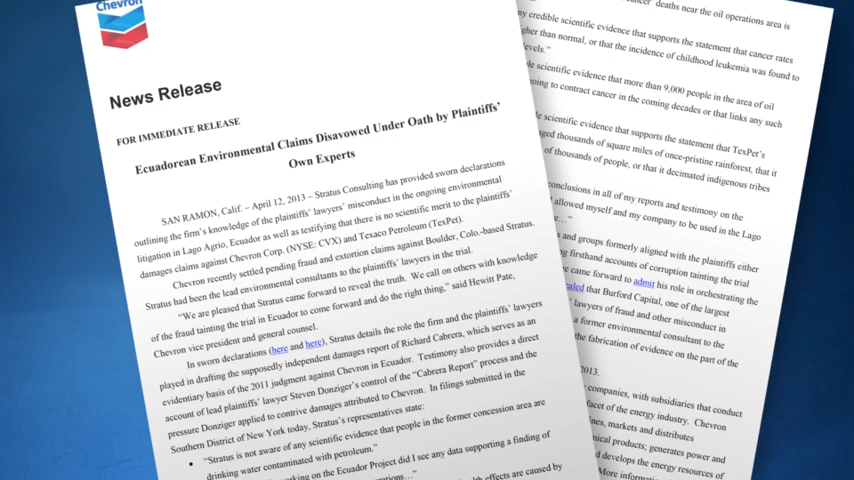 Chevron
News Release
FOR IMMEDIATE RELEASE
Ecuadorean Environmental Claims Disavowed Under Oath by Plaintiffs’
Own Experts
SAN RAMON, Calif. – April 12, 2013 – Stratus Consulting has provided sworn declarations
outlining the firm’s knowledge of the plaintiffs’ lawyers’ misconduct in the ongoing environmental
litigation in Lago Agrio, Ecuador as well as testifying that there is no scientific merit to the plaintiffs’
damages claims against Chevron Corp. (NYSE: CVX) and Texaco Petroleum (TexPet).
Chevron recently settled pending fraud and extortion claims against Boulder, Colo.-based Stratus.
Stratus had been the lead environmental consultants to the plaintiffs’ lawyers in the trial.
“We are pleased that Stratus came forward to reveal the truth. We call on others with knowledge
of the fraud tainting the trial in Ecuador to come forward and do the right thing,” said Hewitt Pate,
Chevron vice president and general counsel.
In sworn declarations (here and here), Stratus details the role the firm and the plaintiffs’ lawyers
played in drafting the supposedly independent damages report of Richard Cabrera, which serves as an
evidentiary basis of the 2011 judgment against Chevron in Ecuador. Testimony also provides a direct
account of lead plaintiffs’ lawyer Steven Donziger’s control of the “Cabrera Report” process and the
pressure Donziger applied to contrive damages attributed to Chevron. In filings submitted in the
Southern District of New York today, Stratus’s representatives state:
• “Stratus is not aware of any scientific evidence that people in the former concession area are
drinking water contaminated with petroleum.”
working on the Ecuador Project did I see any data supporting a finding of
effects are caused by
deaths near the oil operations area is
credible scientific evidence that supports the statement that cancer rates
than normal, or that the incidence of childhood leukemia was found to
levels.”
scientific evidence that more than 9,000 people in the area of oil
to contract cancer in the coming decades or that links any such
scientific evidence that supports the statement that TexPet’s
thousands of square miles of once-pristine rainforest, that it
of thousands of people, or that it decimated indigenous tribes
conclusions in all of my reports and testimony on the
allowed myself and my company to be used in the Lago
and groups formerly aligned with the plaintiffs either
firsthand accounts of corruption tainting the trial
came forward to admit his role in orchestrating the
that Burford Capital, one of the largest
lawyers of fraud and other misconduct in
a former environmental consultant to the
the fabrication of evidence on the part of the
2013.
companies, with subsidiaries that conduct
facet of the energy industry. Chevron
markets and distributes
products; generates power and
develops the energy resources of
More